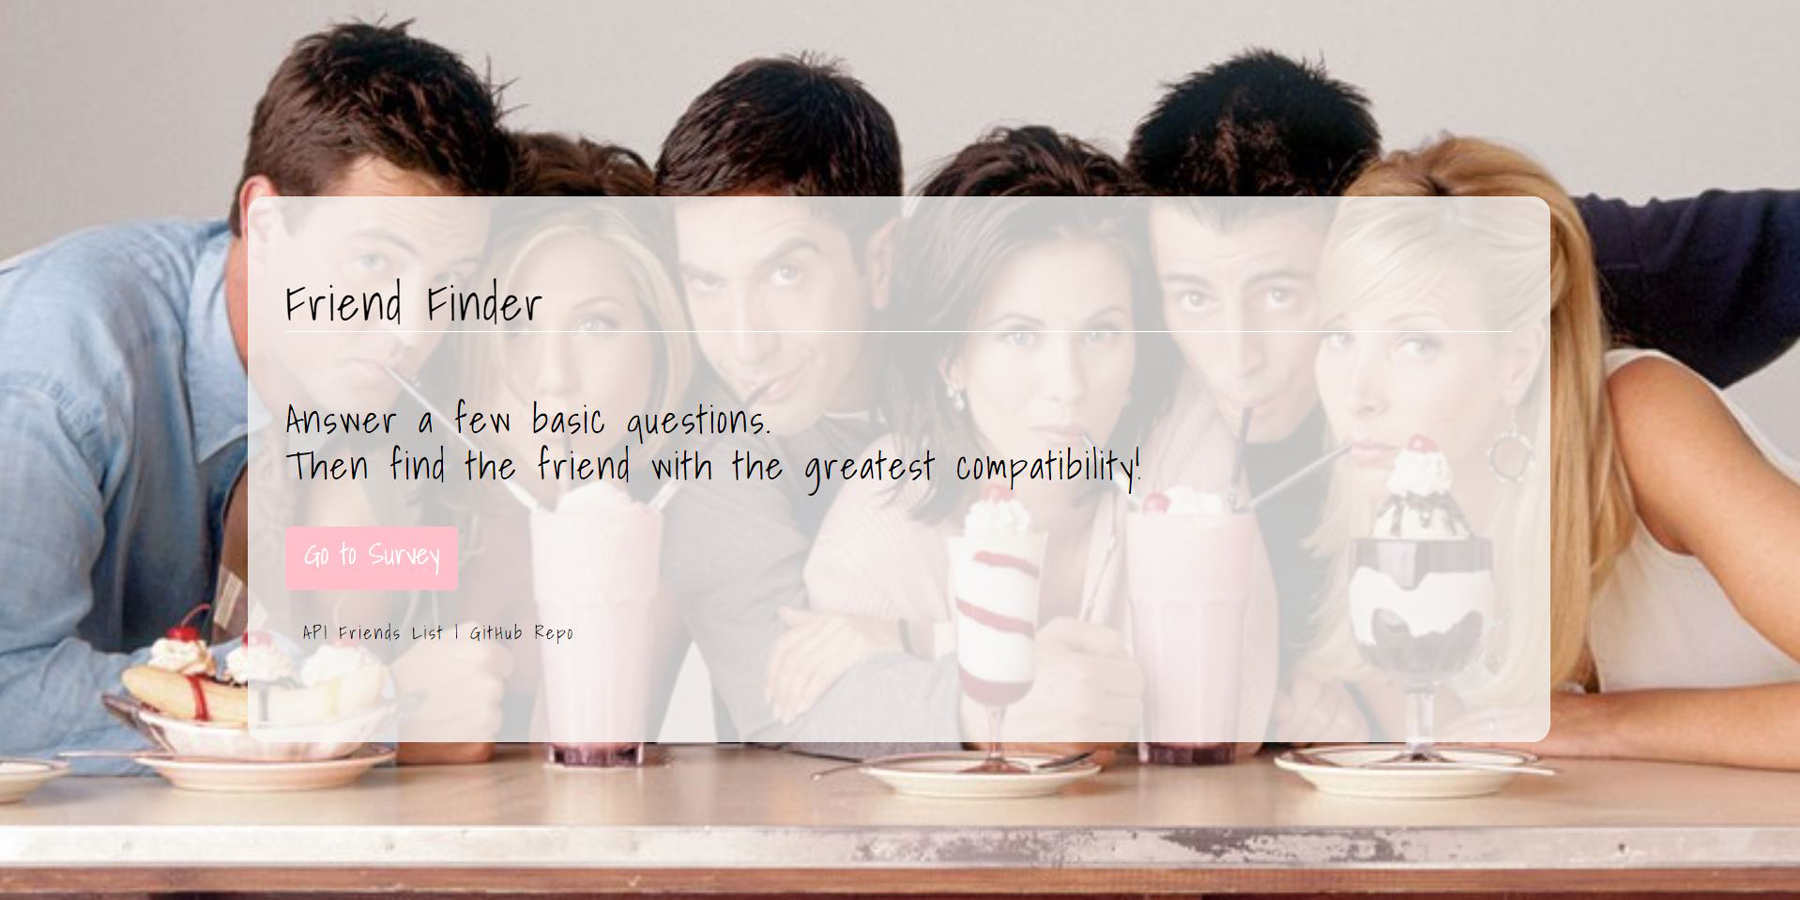 Friend Finder
Answer a few basic questions.
Then find the friend with the greatest compatibility!
Go to Survey
API Friends List | GitHub Repo